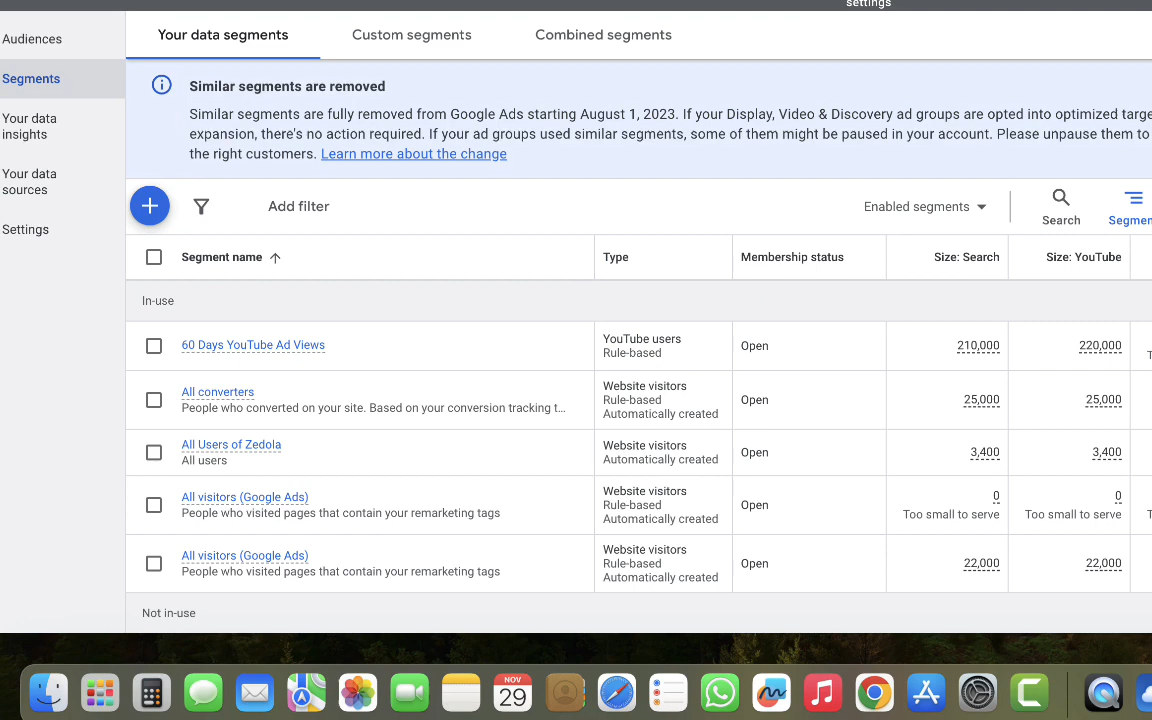 settings
Audiences
Segments
Your data
insights
Your data
sources
Settings
Your data segments
Custom segments
Combined segments
Similar segments are removed
Similar segments are fully removed from Google Ads starting August 1, 2023. If your Display, Video & Discovery ad groups are opted into optimized targe
expansion, there's no action required. If your ad groups used similar segments, some of them might be paused in your account. Please unpause them to
the right customers. Learn more about the change
Add filter
Enabled segments
Search
Segmen
Segment name
Type
Membership status
Size: Search
Size: YouTube
In-use
60 Days YouTube Ad Views
YouTube users
Rule-based
Open
210,000
220,000
All converters
People who converted on your site. Based on your conversion tracking t...
Website visitors
Rule-based
Automatically created
Open
25,000
25,000
All Users of Zedola
All users
Website visitors
Automatically created
Open
3,400
3,400
All visitors (Google Ads)
People who visited pages that contain your remarketing tags
Website visitors
Rule-based
Automatically created
Open
0
Too small to serve
0
Too small to serve
All visitors (Google Ads)
People who visited pages that contain your remarketing tags
Website visitors
Rule-based
Automatically created
Open
22,000
22,000
Not in-use
NOV
29